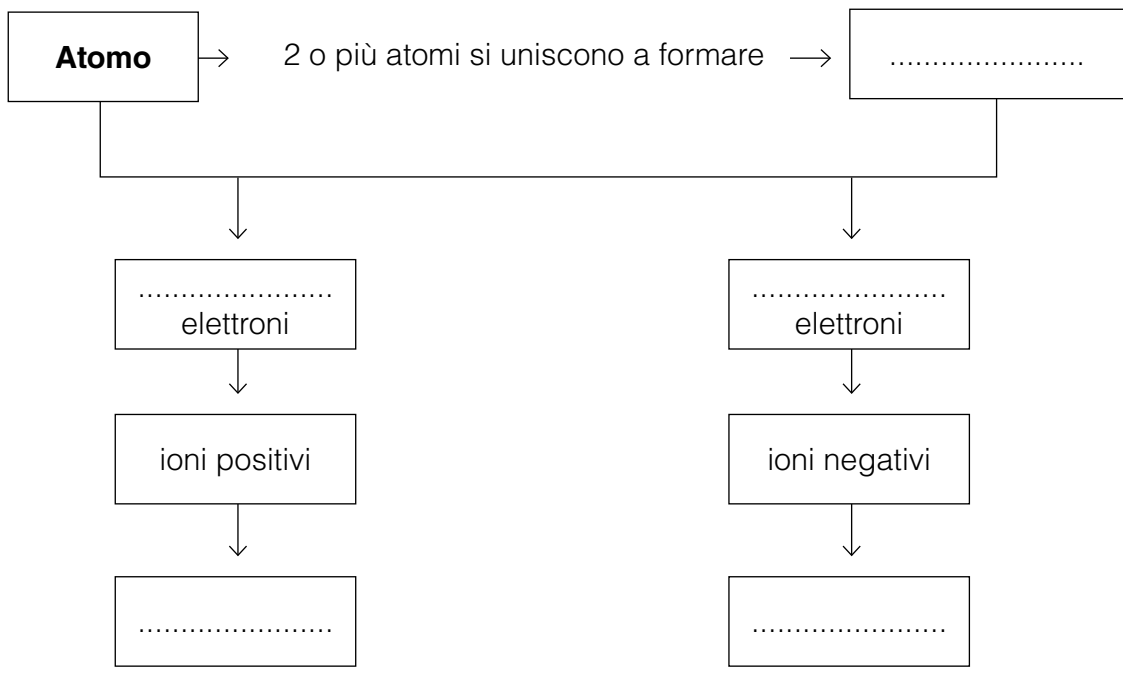 Atomo
2 o più atomi si uniscono a formare
.......................
.......................
elettroni
.......................
elettroni
ioni positivi
ioni negativi
.......................
.......................